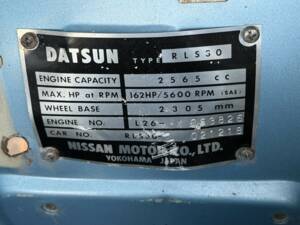 DATSUN TYPE RLS30
ENGINE CAPACITY 2565 cc
MAX. HP at RPM 162HP/5600 RPM (SAE)
WHEEL BASE 2305 mm
ENGINE NO. L26-
CAR NO.
NISSAN MOTOR CO., LTD.
YOKOHAMA JAPAN